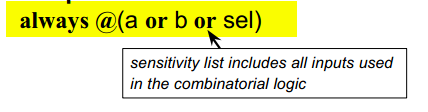 always @(a or b or sel)
sensitivity list includes all inputs used
in the combinatorial logic